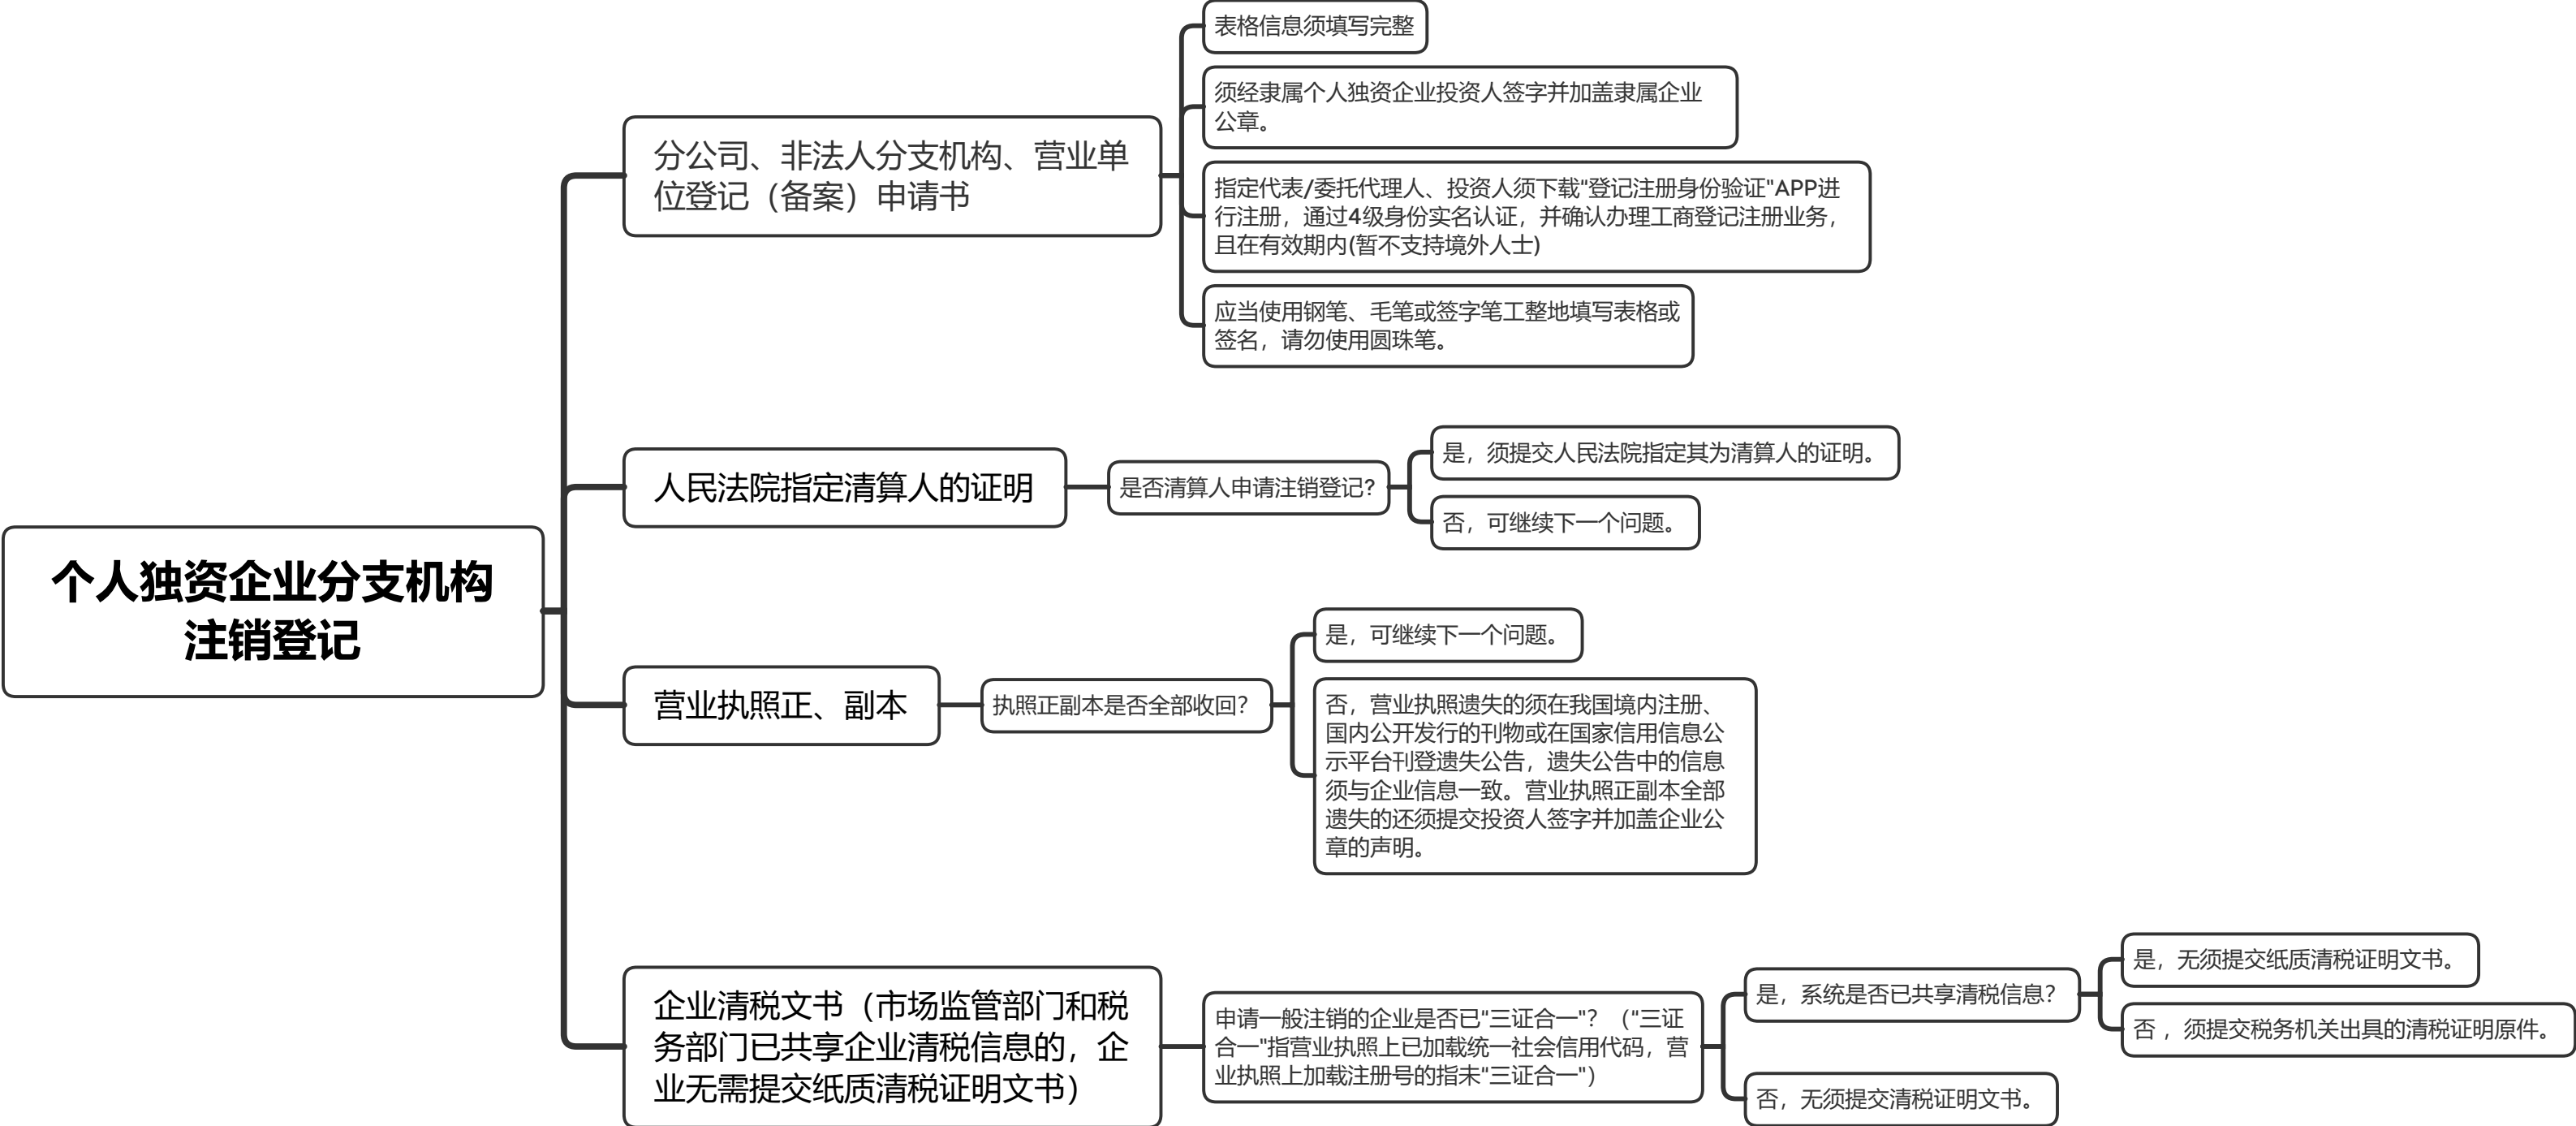 个人独资企业分支机构
注销登记
分公司、非法人分支机构、营业单
位登记（备案）申请书
表格信息须填写完整
须经隶属个人独资企业投资人签字并加盖隶属企业
公章。
指定代表/委托代理人、投资人须下载"登记注册身份验证"APP进
行注册，通过4级身份实名认证，并确认办理工商登记注册业务，
且在有效期内(暂不支持境外人士)
应当使用钢笔、毛笔或签字笔工整地填写表格或
签名，请勿使用圆珠笔。
人民法院指定清算人的证明
是否清算人申请注销登记?
是，须提交人民法院指定其为清算人的证明。
否，可继续下一个问题。
营业执照正、副本
执照正副本是否全部收回？
是，可继续下一个问题。
否，营业执照遗失的须在我国境内注册、
国内公开发行的刊物或在国家信用信息公
示平台刊登遗失公告，遗失公告中的信息
须与企业信息一致。营业执照正副本全部
遗失的还须提交投资人签字并加盖企业公
章的声明。
企业清税文书（市场监管部门和税
务部门已共享企业清税信息的，企
业无需提交纸质清税证明文书）
申请一般注销的企业是否已"三证合一"？（"三证
合一"指营业执照上已加载统一社会信用代码，营
业执照上加载注册号的指未"三证合一"）
是，系统是否已共享清税信息？
是，无须提交纸质清税证明文书。
否 ，须提交税务机关出具的清税证明原件。
否，无须提交清税证明文书。